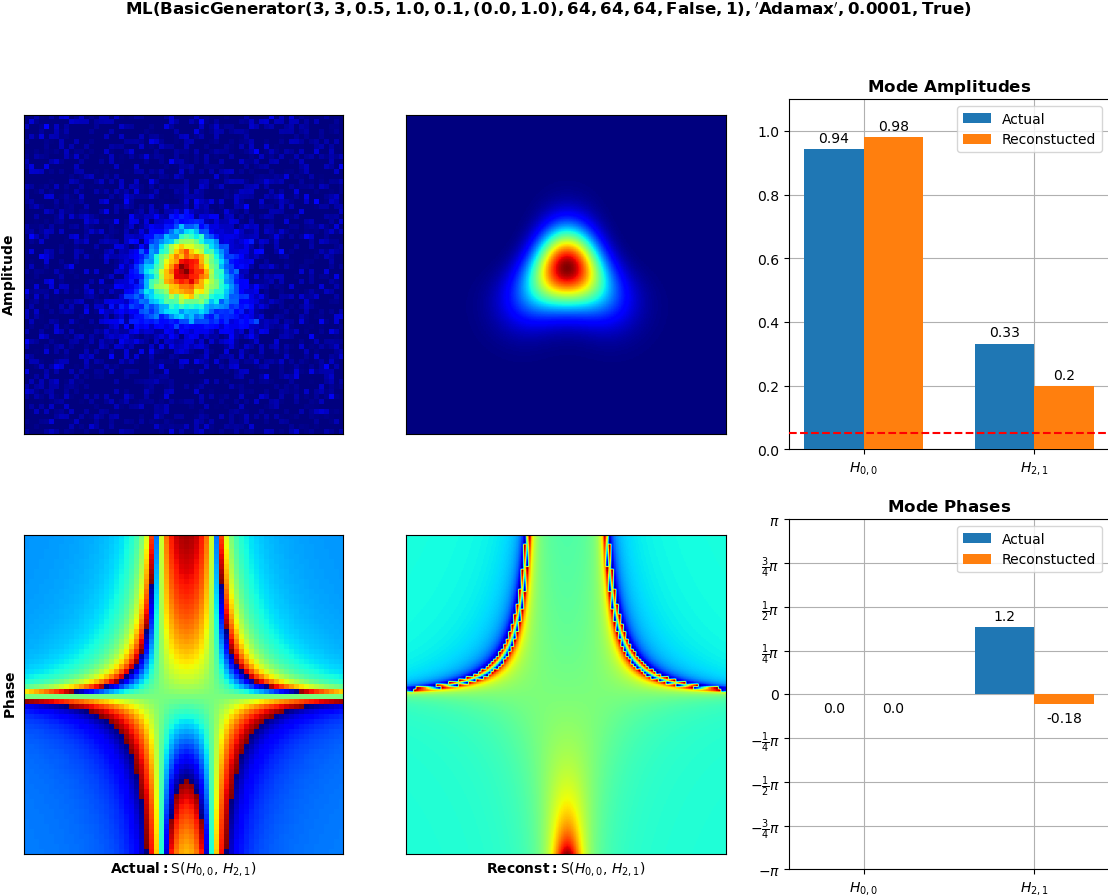 ML(BasicGenerator(3, 3, 0.5, 1.0, 0.1, (0.0, 1.0), 64, 64, 64, False, 1), ′Adamax′, 0.0001, True)
Amplitude
Mode Amplitudes
Actual
Reconstucted
1.0
0.8
0.6
0.4
0.2
0.0
0.94
0.98
0.33
0.2
H0, 0
H2, 1
Phase
Actual: S(H0, 0, H2, 1)
Reconst: S(H0, 0, H2, 1)
Mode Phases
Actual
Reconstucted
π
3/4π
1/2π
1/4π
0
−1/4π
−1/2π
−3/4π
−π
0.0
0.0
1.2
-0.18
H0, 0
H2, 1